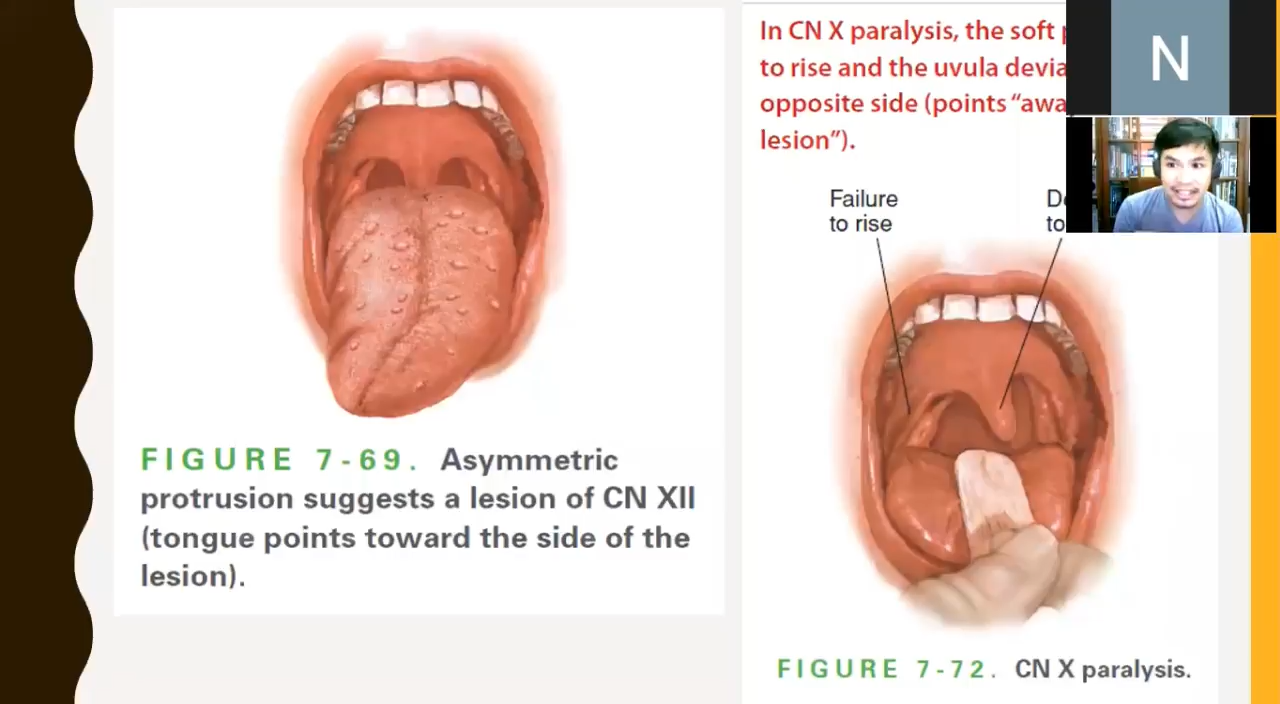 FIGURE 7-69. Asymmetric
protrusion suggests a lesion of CN XII
(tongue points toward the side of the
lesion).
In CN X paralysis, the soft
to rise and the uvula
opposite side (points “
lesion”).
Failure
to rise
to
FIGURE 7-72. CN X paralysis.
N